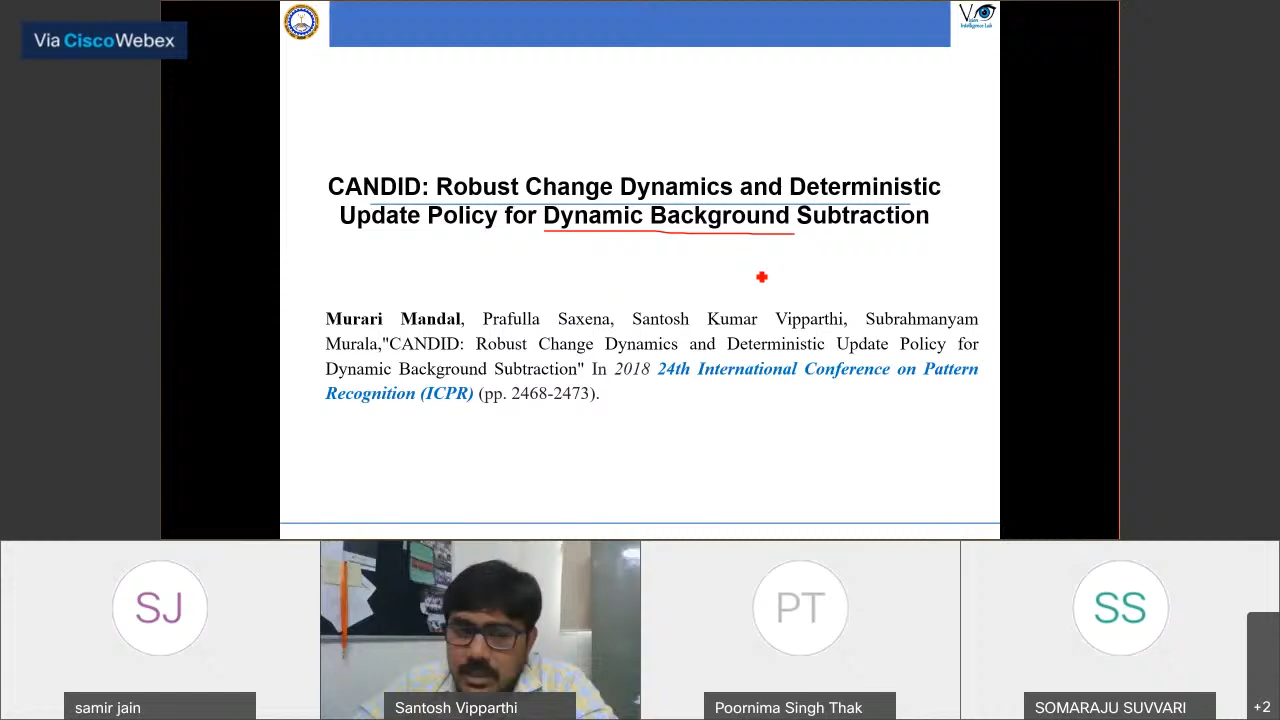 Via CiscoWebex
Vision
Intelligence Lab
CANDID: Robust Change Dynamics and Deterministic
Update Policy for Dynamic Background Subtraction
Murari Mandal, Prafulla Saxena, Santosh Kumar Vipparthi, Subrahmanyam
Murala,"CANDID: Robust Change Dynamics and Deterministic Update Policy for
Dynamic Background Subtraction" In 2018 24th International Conference on Pattern
Recognition (ICPR) (pp. 2468-2473).
SJ
PT
SS
samir jain
Santosh Vipparthi
Poornima Singh Thak
SOMARAJU SUVVARI
+2